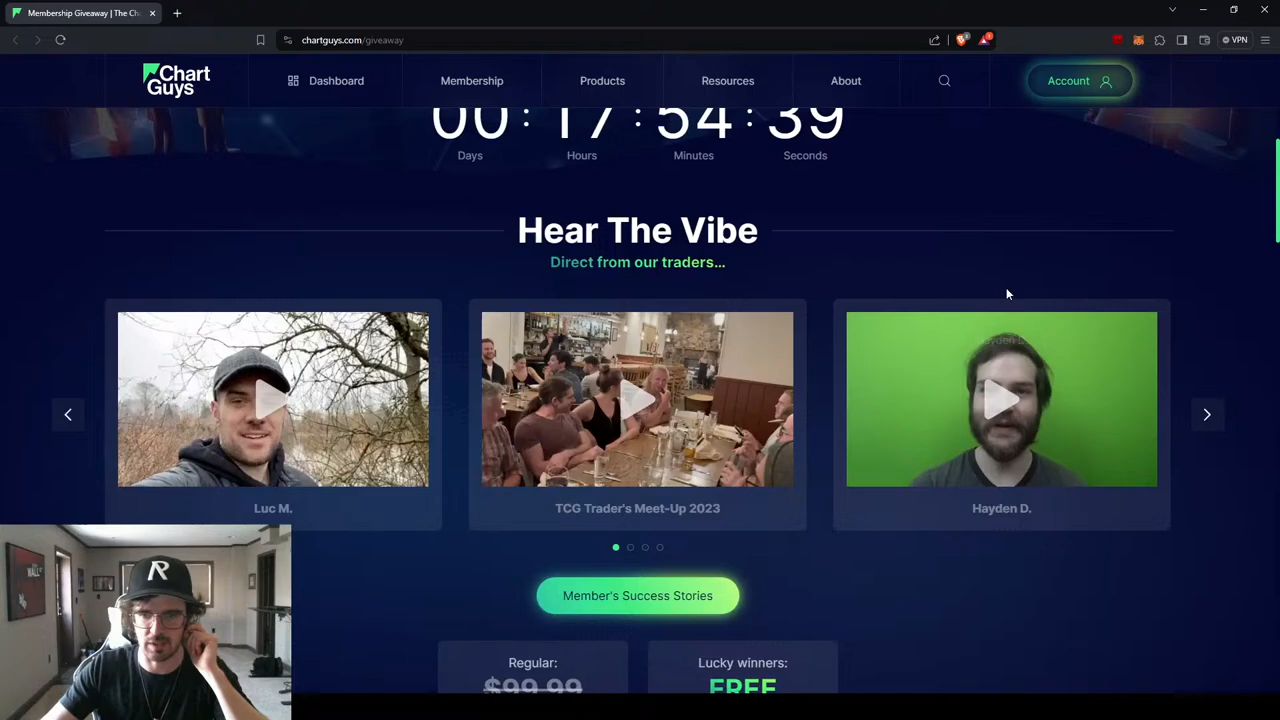 Membership Giveaway | The Ch
chartguys.com/giveaway
VPN
Chart
Guys
Dashboard
Membership
Products
Resources
About
Account
00 : 17 : 54 : 39
Days
Hours
Minutes
Seconds
Hear The Vibe
Direct from our traders...
Hayden D.
Luc M.
TCG Trader's Meet-Up 2023
Hayden D.
Member's Success Stories
Regular:
$99.99
Lucky winners:
FREE
R